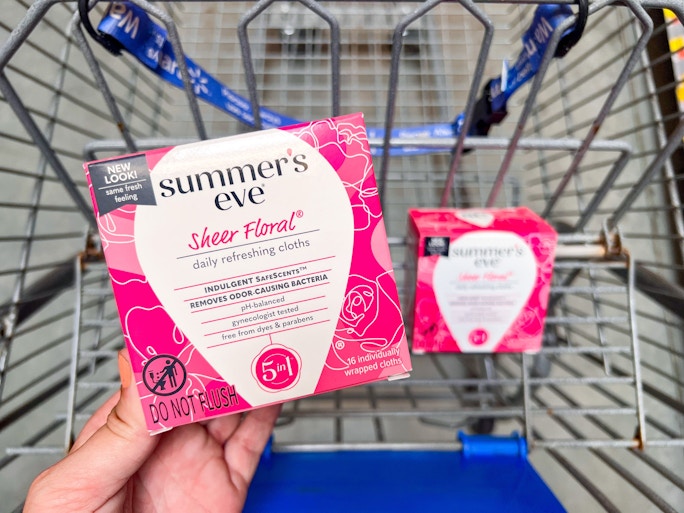 NEW
LOOK!
same fresh
feeling
summer's
eve®
Sheer Floral®
daily refreshing cloths
INDULGENT SAFESCENTS™
REMOVES ODOR-CAUSING BACTERIA
pH-balanced
gynecologist tested
free from dyes & parabens
5 in 1
16 individually
wrapped cloths
DO NOT FLUSH
summer's
eve
Sheer Floral®
Walmart